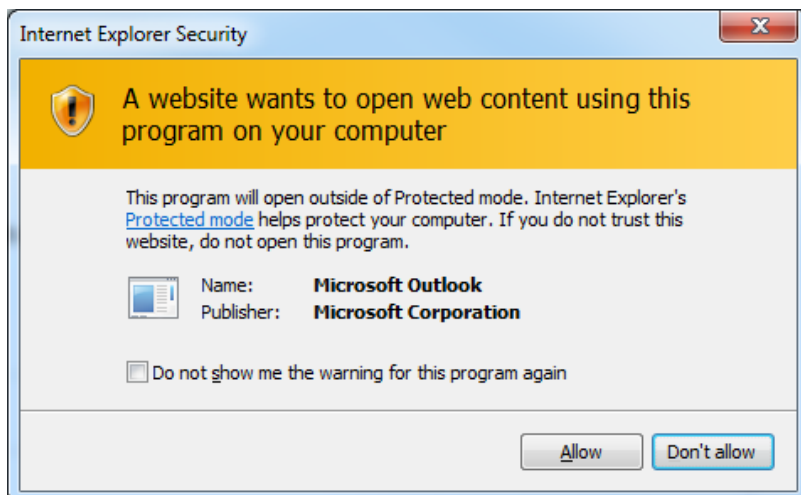 Internet Explorer Security
A website wants to open web content using this
program on your computer
This program will open outside of Protected mode. Internet Explorer's
Protected mode helps protect your computer. If you do not trust this
website, do not open this program.
Name: Microsoft Outlook
Publisher: Microsoft Corporation
Do not show me the warning for this program again
Allow Don't allow